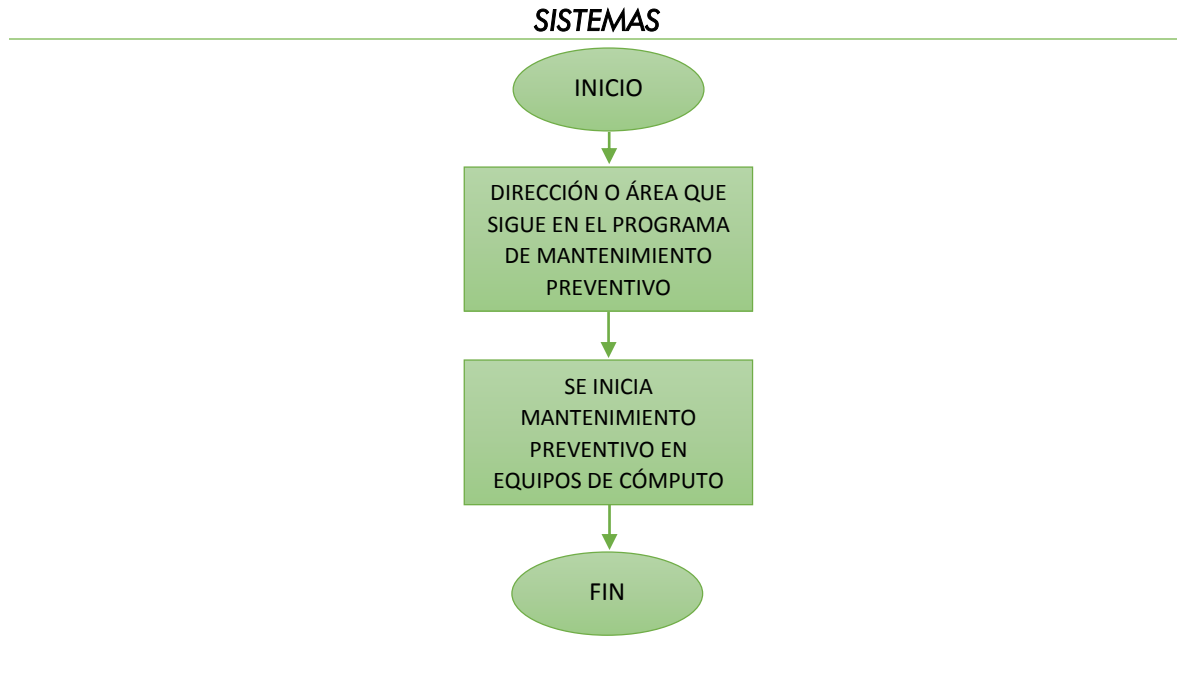 SISTEMAS
INICIO
DIRECCIÓN O ÁREA QUE
SIGUE EN EL PROGRAMA
DE MANTENIMIENTO
PREVENTIVO
SE INICIA
MANTENIMIENTO
PREVENTIVO EN
EQUIPOS DE CÓMPUTO
FIN